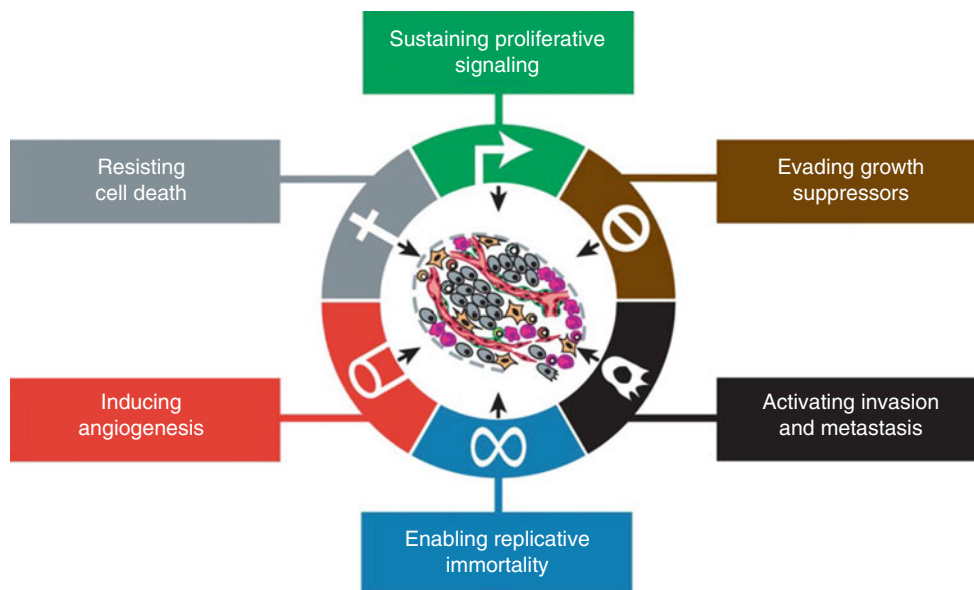 Sustaining proliferative
signaling
Resisting
cell death
Evading growth
suppressors
Inducing
angiogenesis
Activating invasion
and metastasis
Enabling replicative
immortality